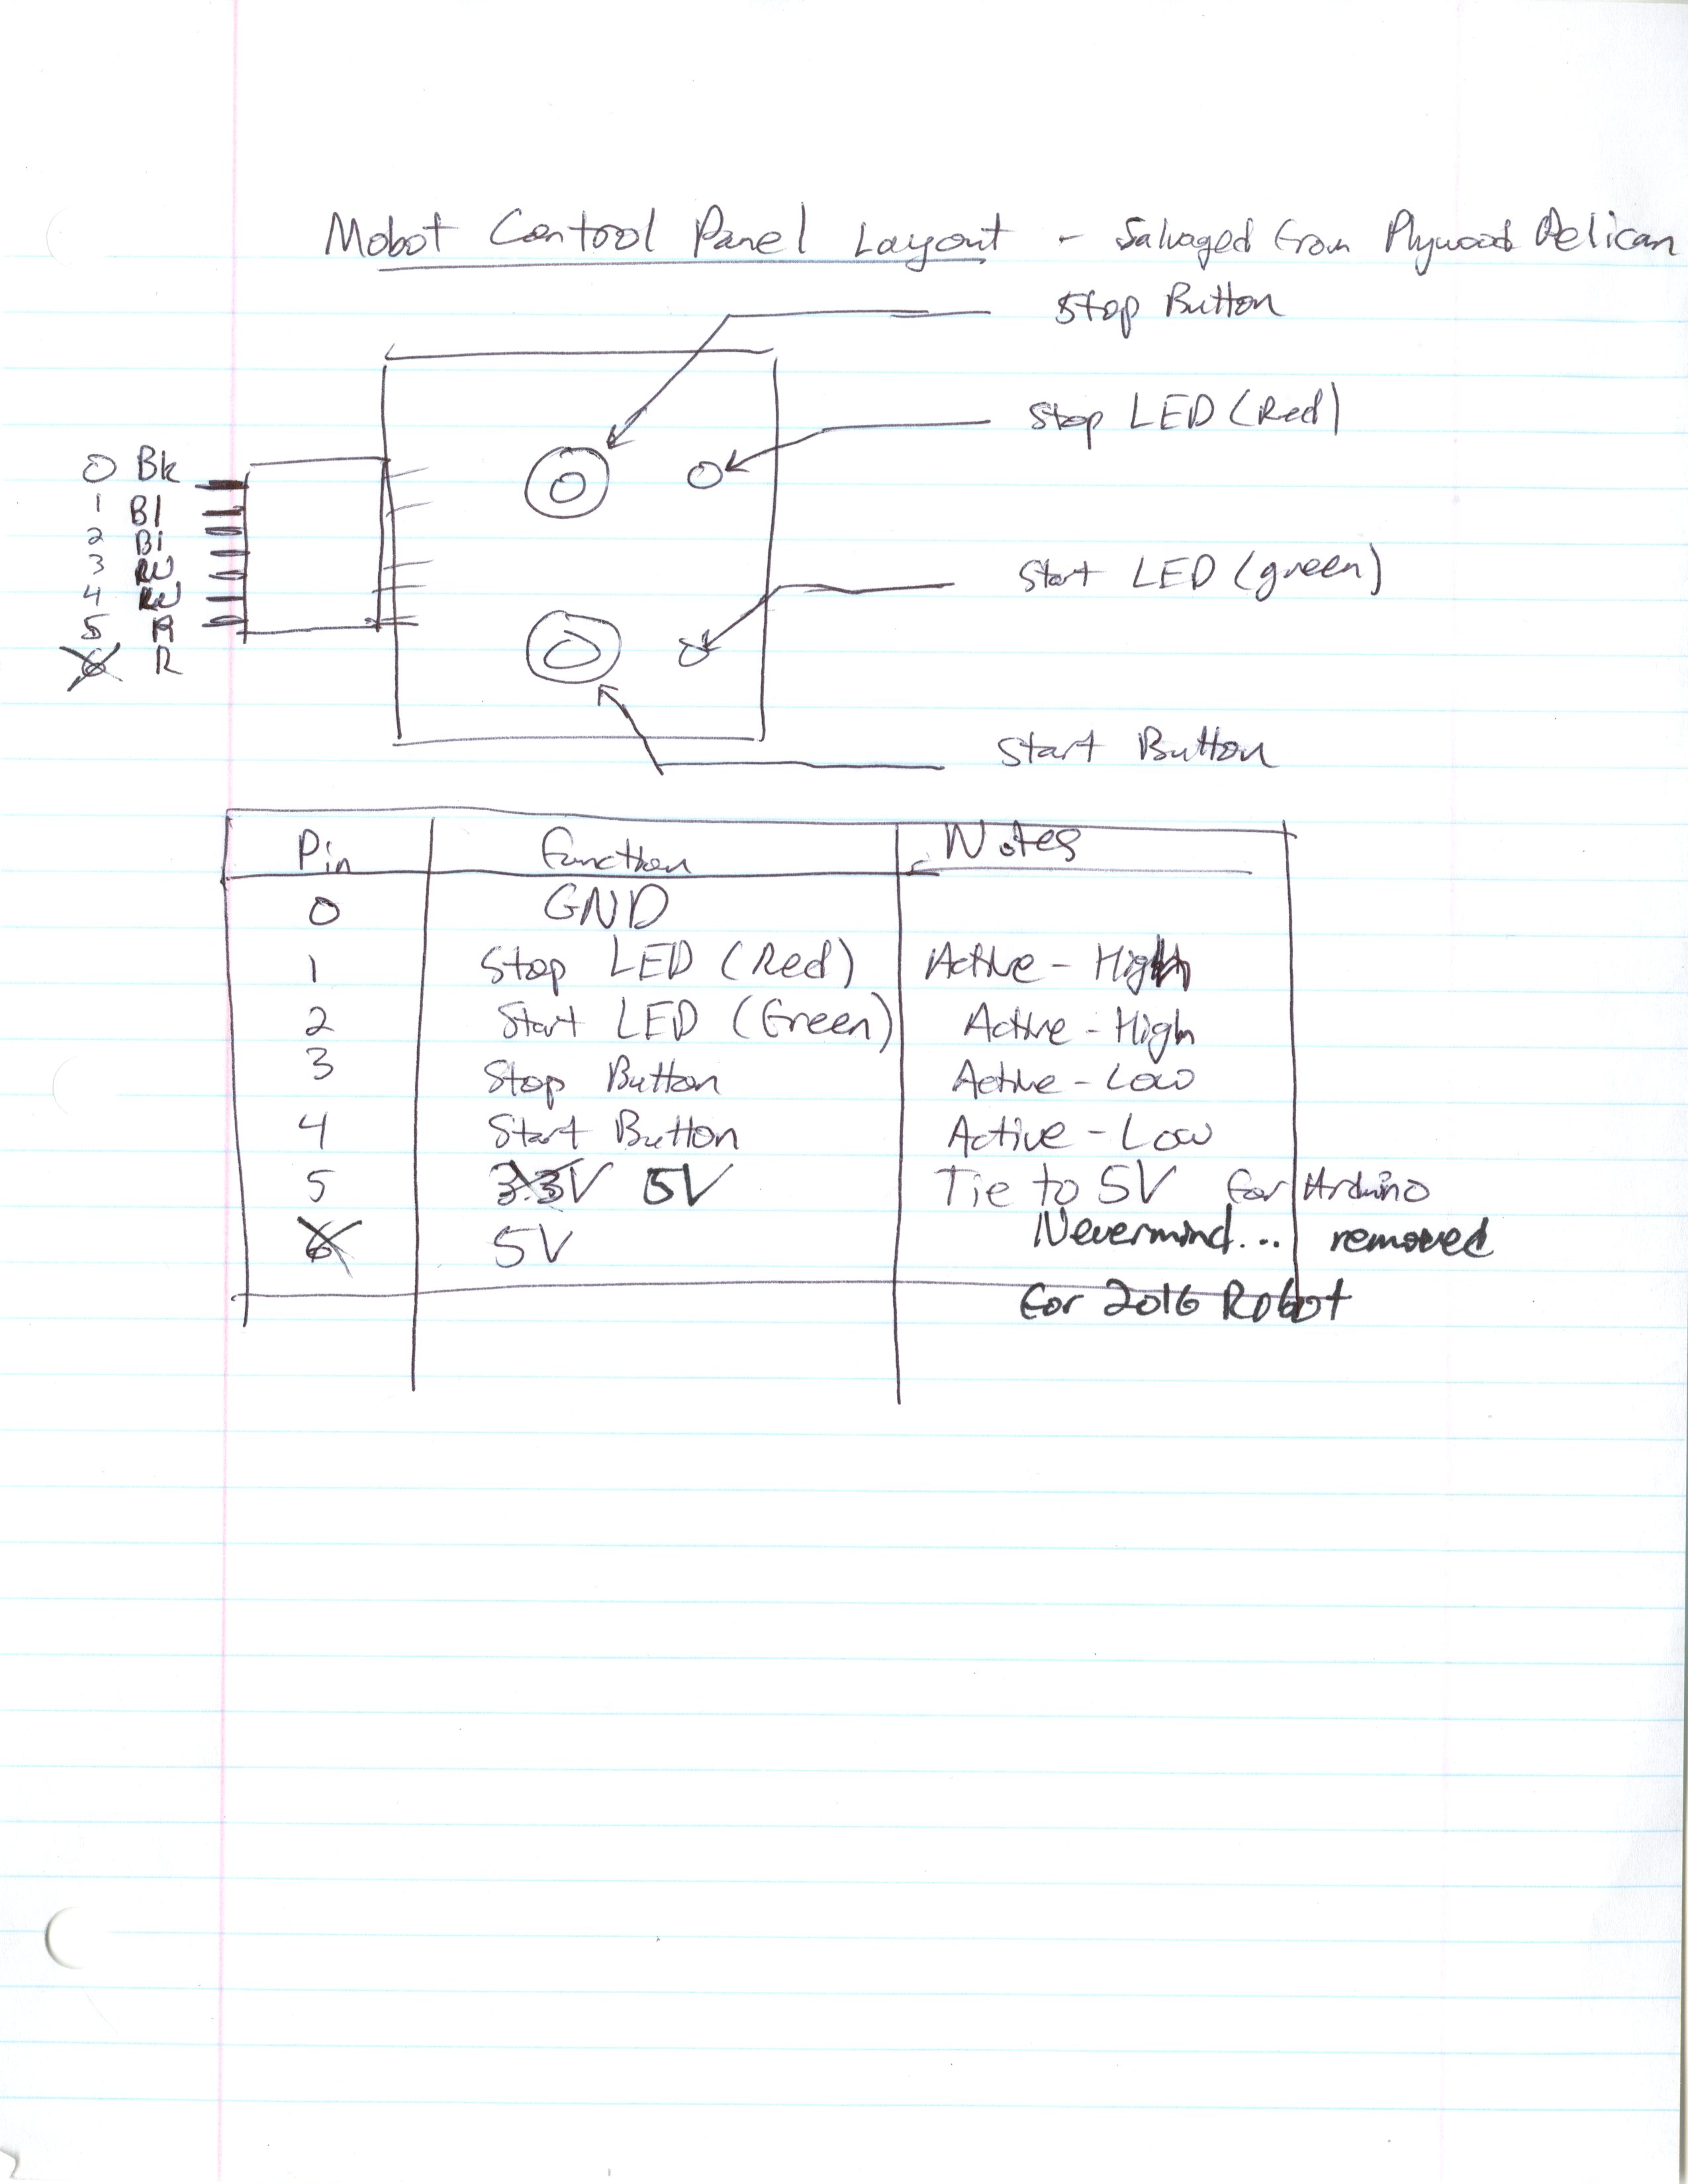 Mobot Control Panel Layout - Salvaged from Plywood Pelican
Stop Button
Stop LED (Red)
0 Bk
1 Bl
2 Bl
3 RW
4 RW
5 R
6 R
Start LED (green)
Start Button
Pin Function Notes
0 GND
1 Stop LED (Red) Active - High
2 Start LED (Green) Active - High
3 Stop Button Active - Low
4 Start Button Active - Low
5 3.3V 5V Tie to 5V for Arduino
6 5V Nevermind... removed
for 2016 Robot